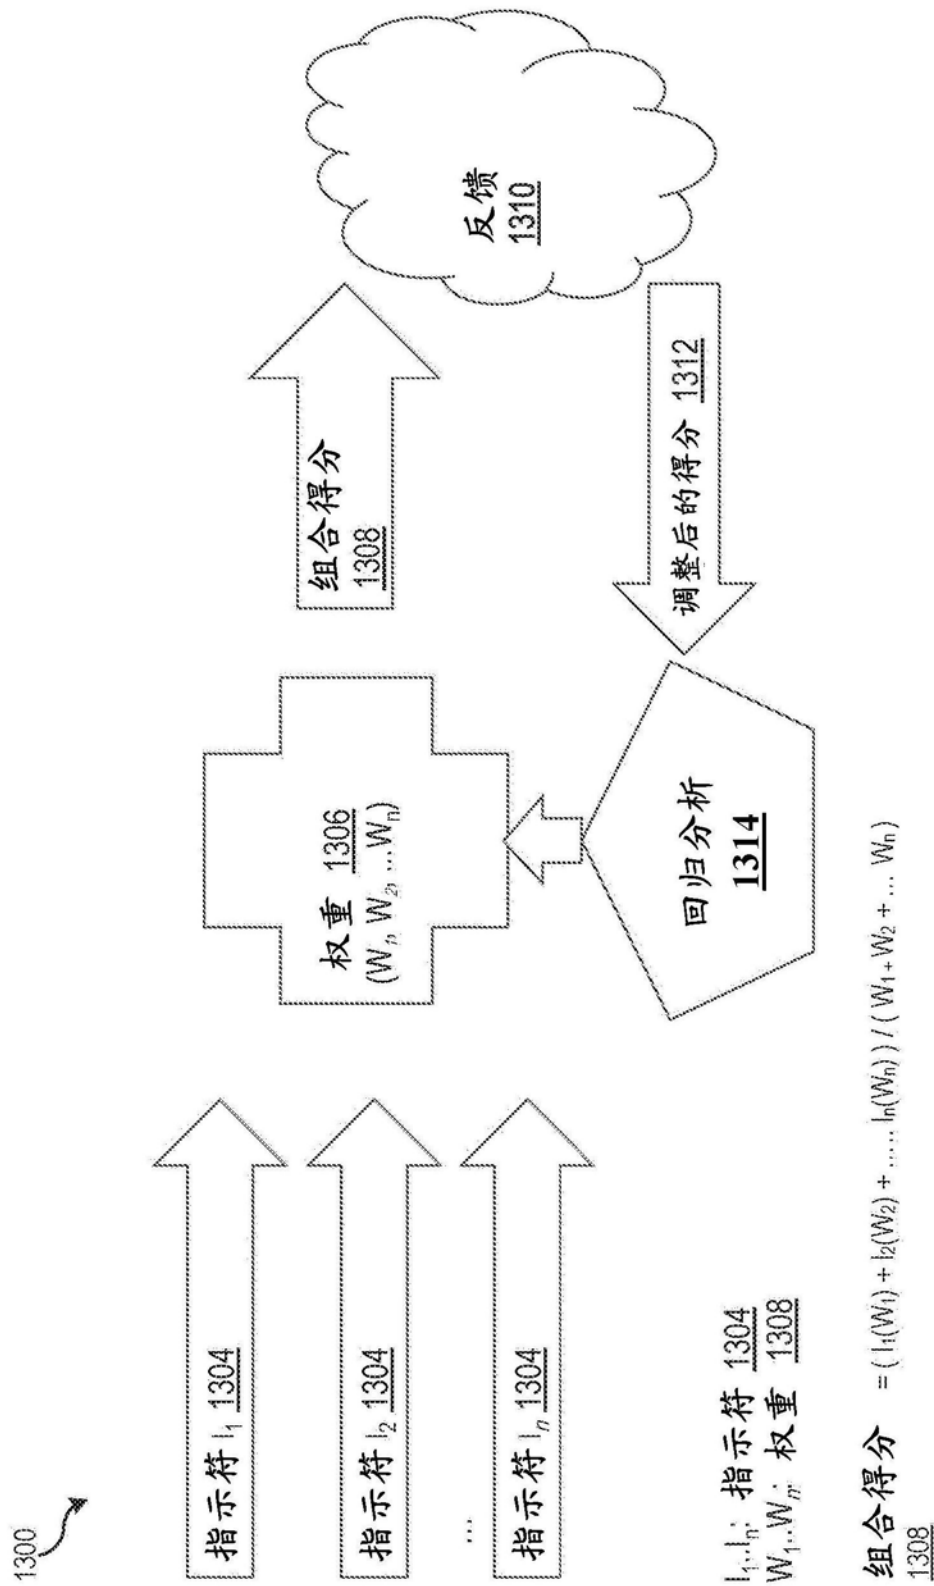 1300
指示符 I1 1304
指示符 I2 1304
...
指示符 In 1304
权重 1306
(W1, W2, ...Wn)
组合得分
1308
反馈
1310
调整后的得分 1312
回归分析
1314
I1..In: 指示符 1304
W1..Wn: 权重 1308
组合得分 = ( I1(W1) + I2(W2) + ..... In(Wn) ) / ( W1 + W2 + ... Wn )
1308